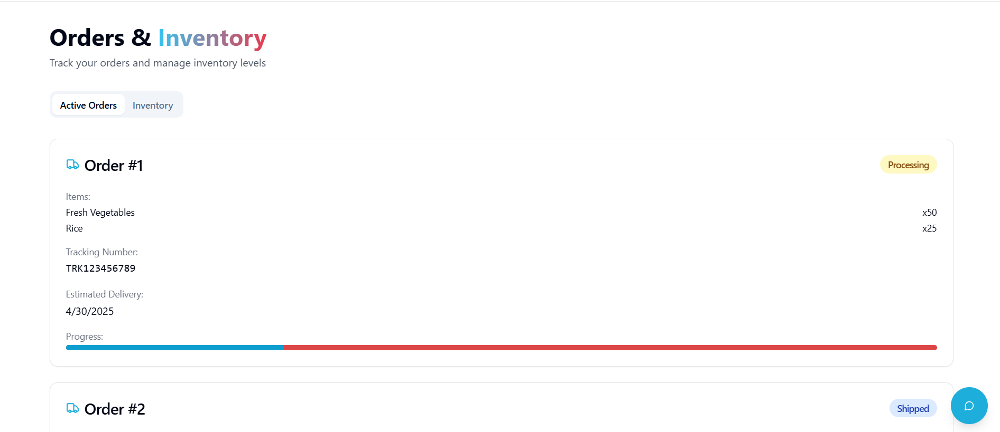 Orders & Inventory
Track your orders and manage inventory levels
Active Orders Inventory
Order #1 Processing
Items:
Fresh Vegetables x50
Rice x25
Tracking Number:
TRK123456789
Estimated Delivery:
4/30/2025
Progress:
Order #2 Shipped